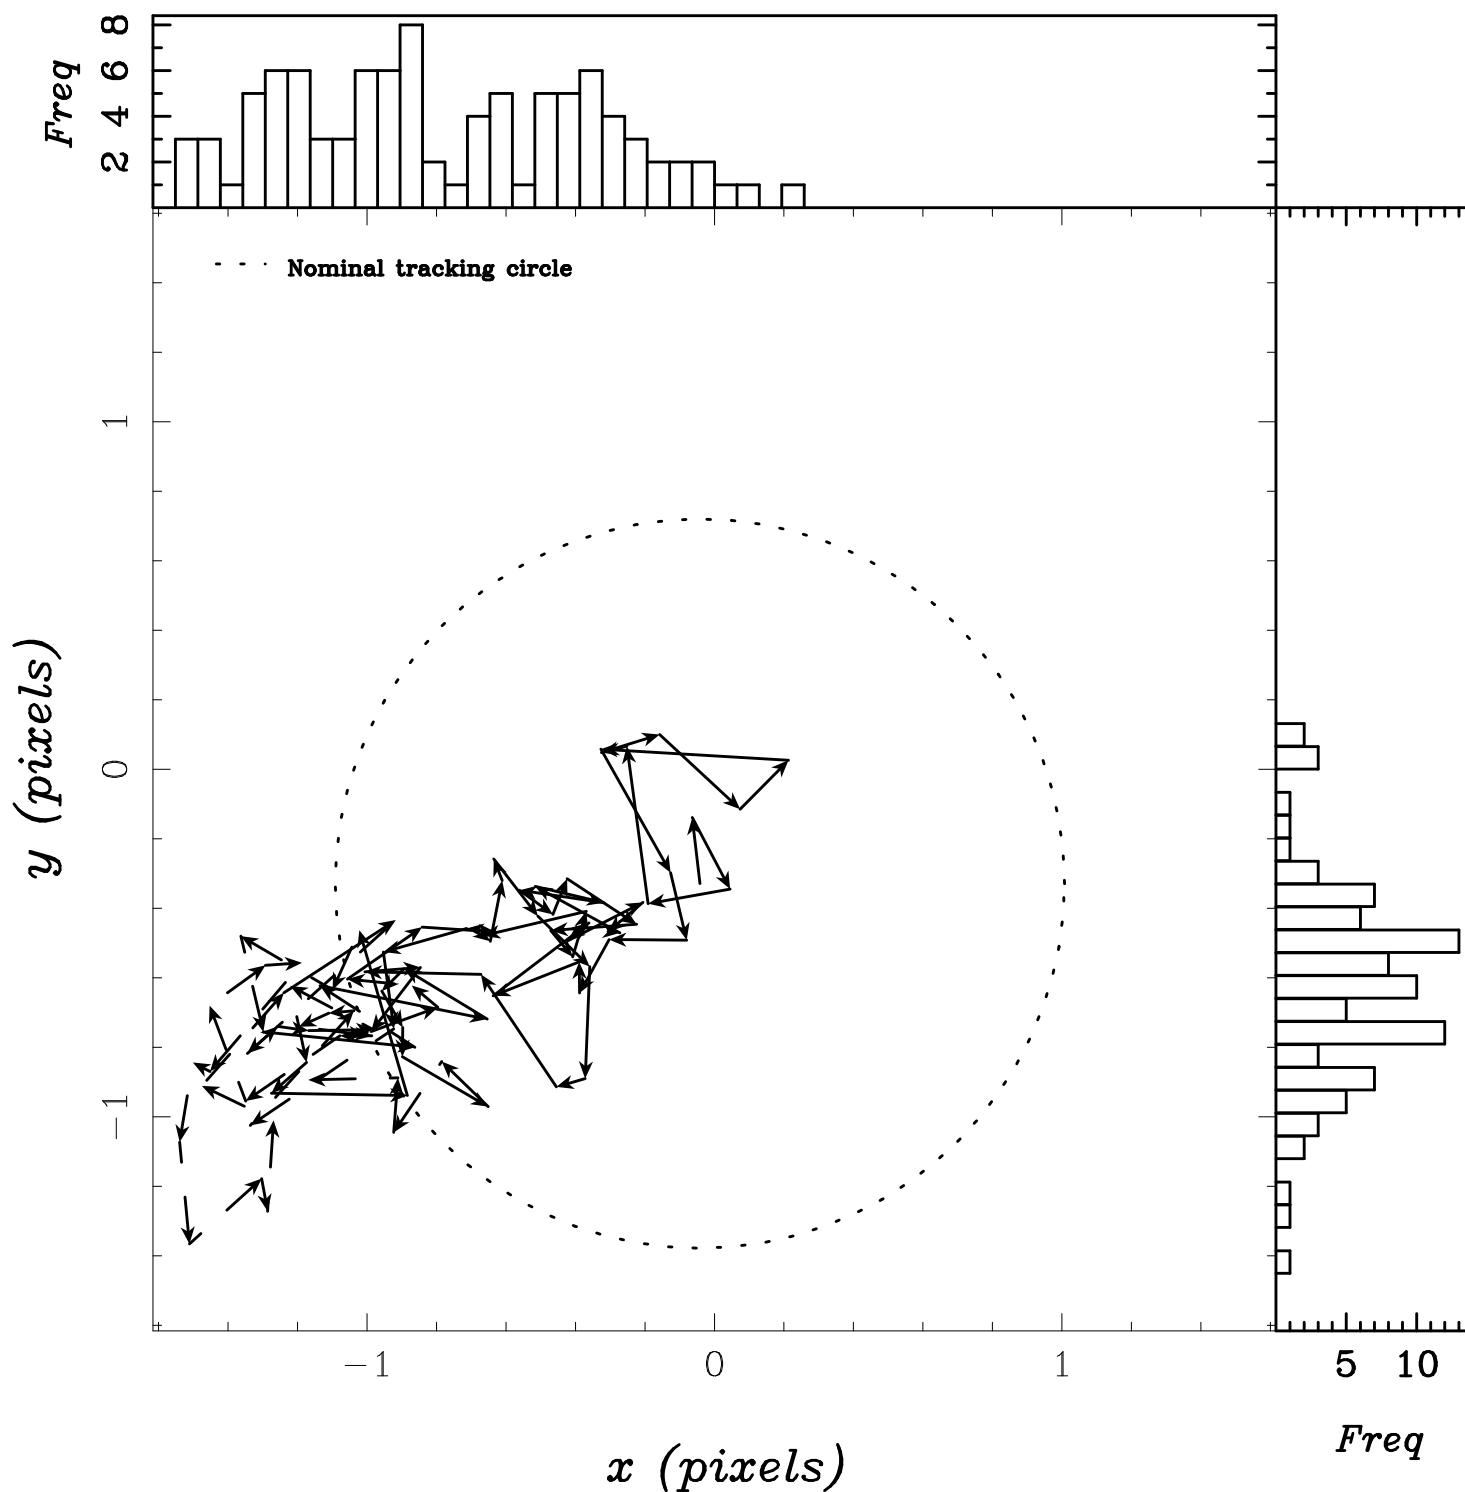 Freq
8
6
4
2
Nominal tracking circle
y (pixels)
1
0
−1
−1 0 1
x (pixels)
5 10
Freq